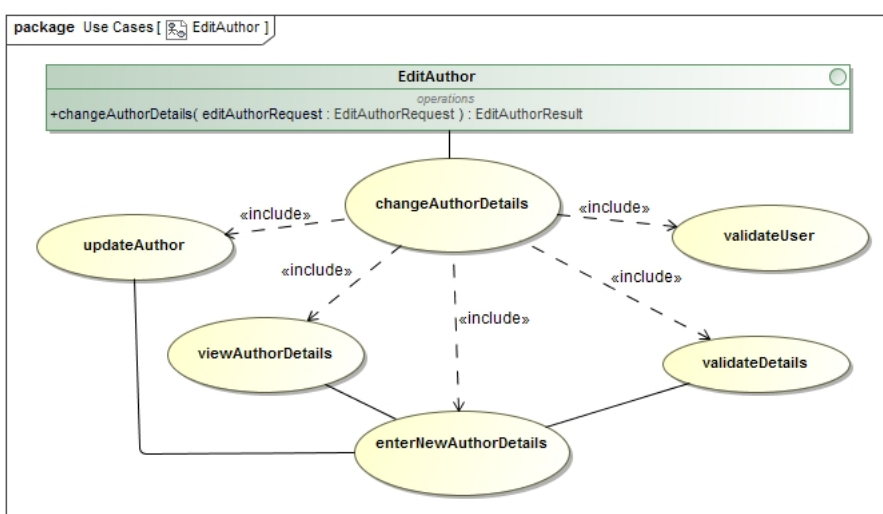 package Use Cases [ EditAuthor ]
EditAuthor
operations
+changeAuthorDetails( editAuthorRequest : EditAuthorRequest ) : EditAuthorResult
changeAuthorDetails
«include»
«include»
updateAuthor
validateUser
«include»
«include»
«include»
viewAuthorDetails
validateDetails
enterNewAuthorDetails